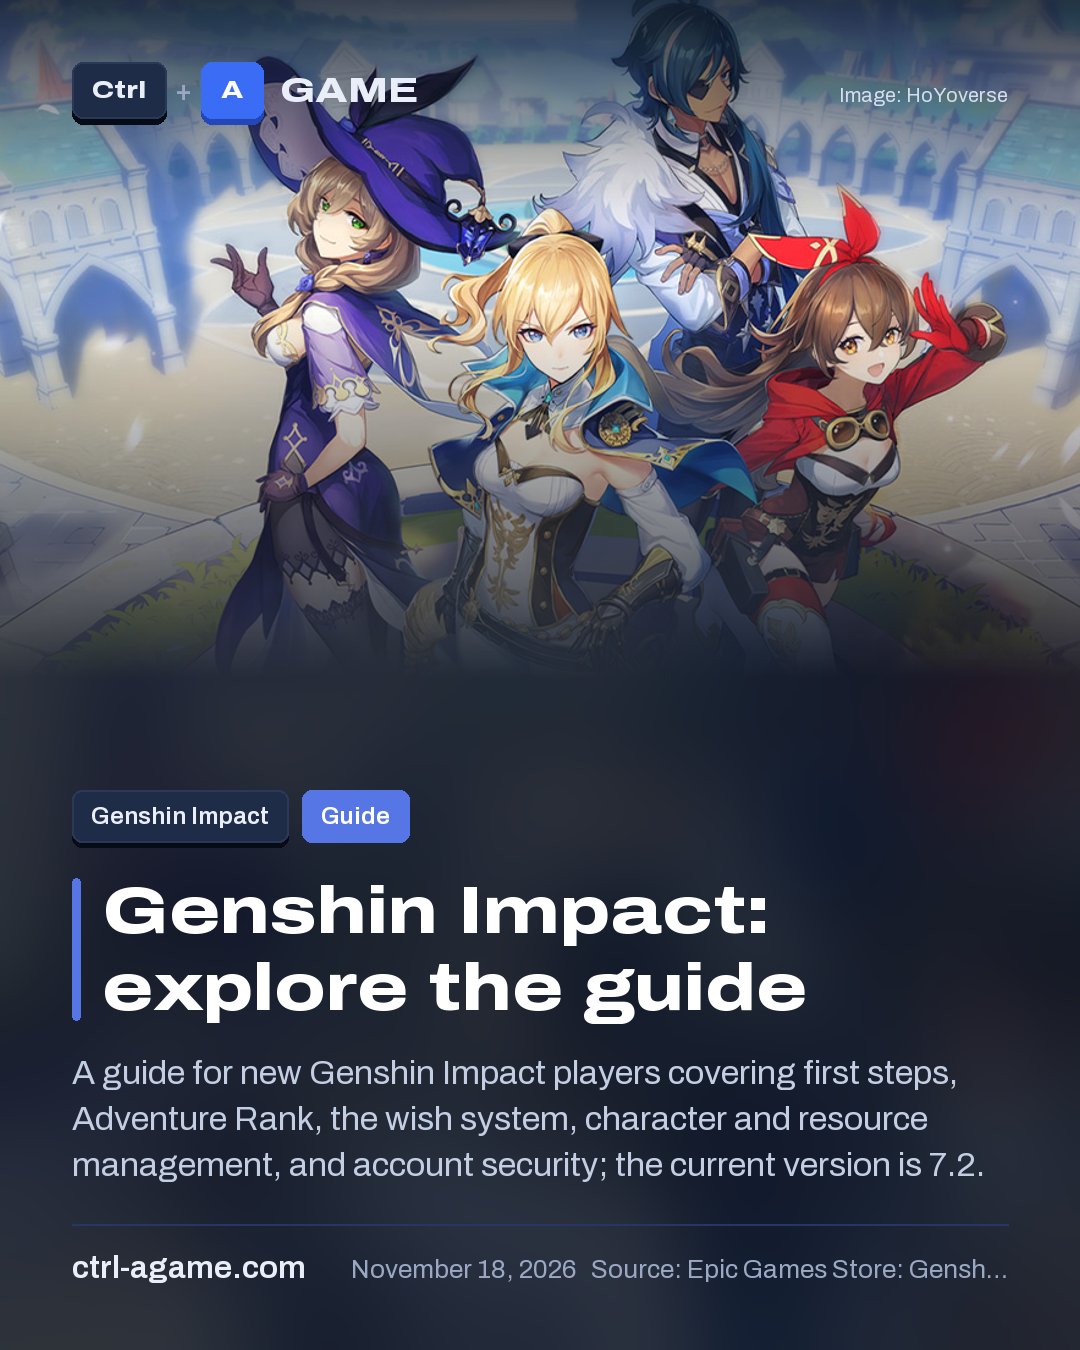 Ctrl + A GAME
Image: HoYoverse
Genshin Impact Guide
Genshin Impact:
explore the guide
A guide for new Genshin Impact players covering first steps,
Adventure Rank, the wish system, character and resource
management, and account security; the current version is 7.2.
ctrl-agame.com November 18, 2026 Source: Epic Games Store: Gensh...